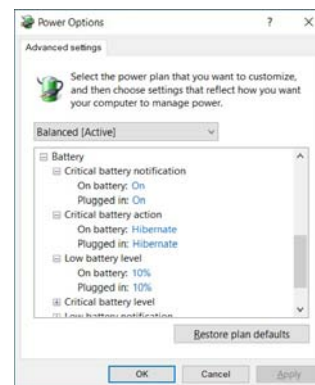 Power Options
? ×
Advanced settings
Select the power plan that you want to customize,
and then choose settings that reflect how you want
your computer to manage power.
Balanced [Active]
Battery
Critical battery notification
On battery: On
Plugged in: On
Critical battery action
On battery: Hibernate
Plugged in: Hibernate
Low battery level
On battery: 10%
Plugged in: 10%
Critical battery level
Low battery notification
Restore plan defaults
OK Cancel Apply